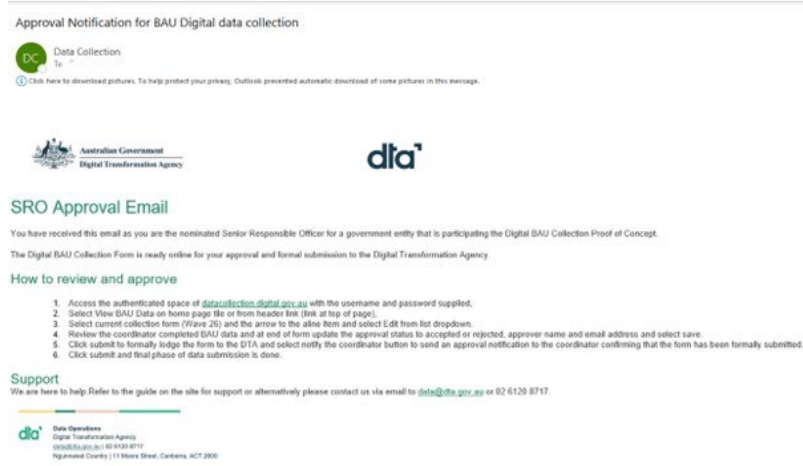 Approval Notification for BAU Digital data collection
DC
Data Collection
To
Click here to download pictures. To help protect your privacy, Outlook prevented automatic download of some pictures in this message.
Australian Government
Digital Transformation Agency
dta
SRO Approval Email
You have received this email as you are the nominated Senior Responsible Officer for a government entity that is participating the Digital BAU Collection Proof of Concept.
The Digital BAU Collection Form is ready online for your approval and formal submission to the Digital Transformation Agency
How to review and approve
1. Access the authenticated space of datacollection.digital.gov.au with the username and password supplied,
2. Select View BAU Data on home page tile or from header link (link at top of page),
3. Select current collection form (Wave 26) and the arrow to the aline item and select Edit from list dropdown.
4. Review the coordinator completed BAU data and at end of form update the approval status to accepted or rejected, approver name and email address and select save.
5. Click submit to formally lodge the form to the DTA and select notify the coordinator button to send an approval notification to the coordinator confirming that the form has been formally submitted.
6. Click submit and final phase of data submission is done.
Support
We are here to help.Refer to the guide on the site for support or alternatively please contact us via email to data@dta.gov.au or 02 6120 8717.
dta
Data Operations
Digital Transformation Agency
data@dta.gov.au | 02 6120 8717
Ngunnawal Country | 11 Moore Street, Canberra, ACT 2600